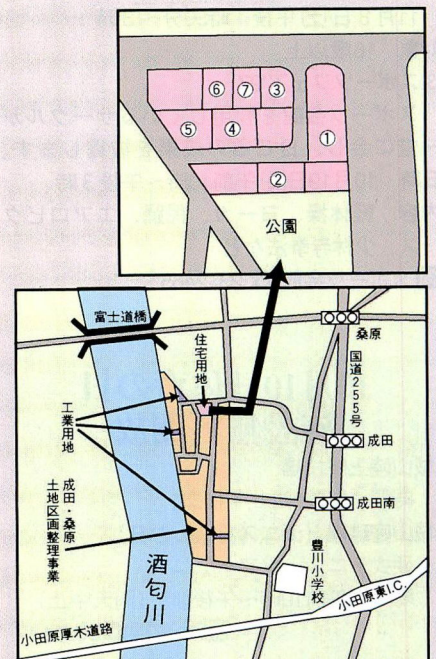 ⑥
⑦
③
⑤
④
①
②
公園
富士道橋
桑原
住宅用地
国道255号
工業用地
成田
成田・桑原
土地区画整理事業
成田南
酒匂川
豊川小学校
小田原東I.C.
小田原厚木道路